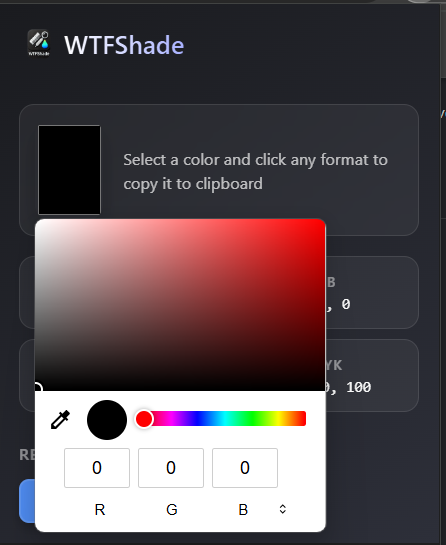 WTFShade
WTFShade
Select a color and click any format to
copy it to clipboard
B
, 0
YK
, 100
RE
0 0 0
R G B